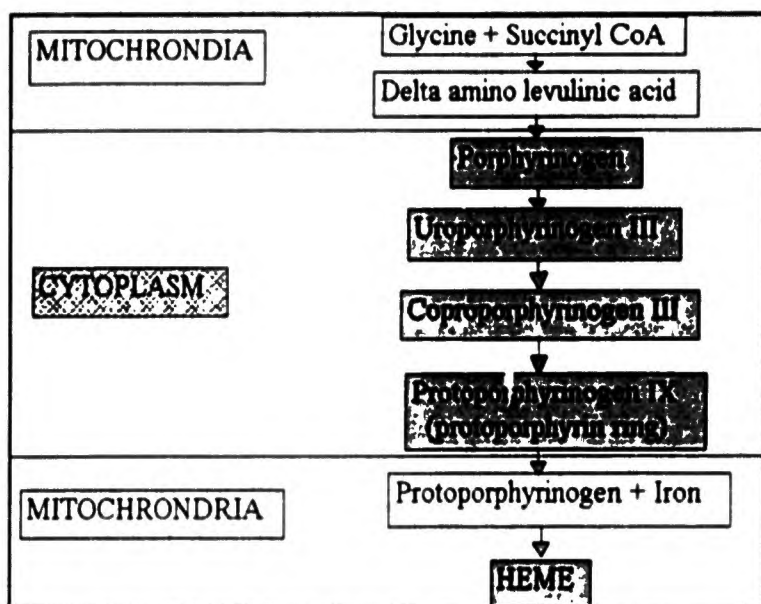 MITOCHRONDIA
Glycine + Succinyl CoA
Delta amino levulinic acid
Porphyrinogen
Uroporphyrinogen III
CYTOPLASM
Coproporphyrinogen III
Protoporphyrinogen IX
(protoporphyrin ring)
MITOCHRONDRIA
Protoporphyrinogen + Iron
HEME